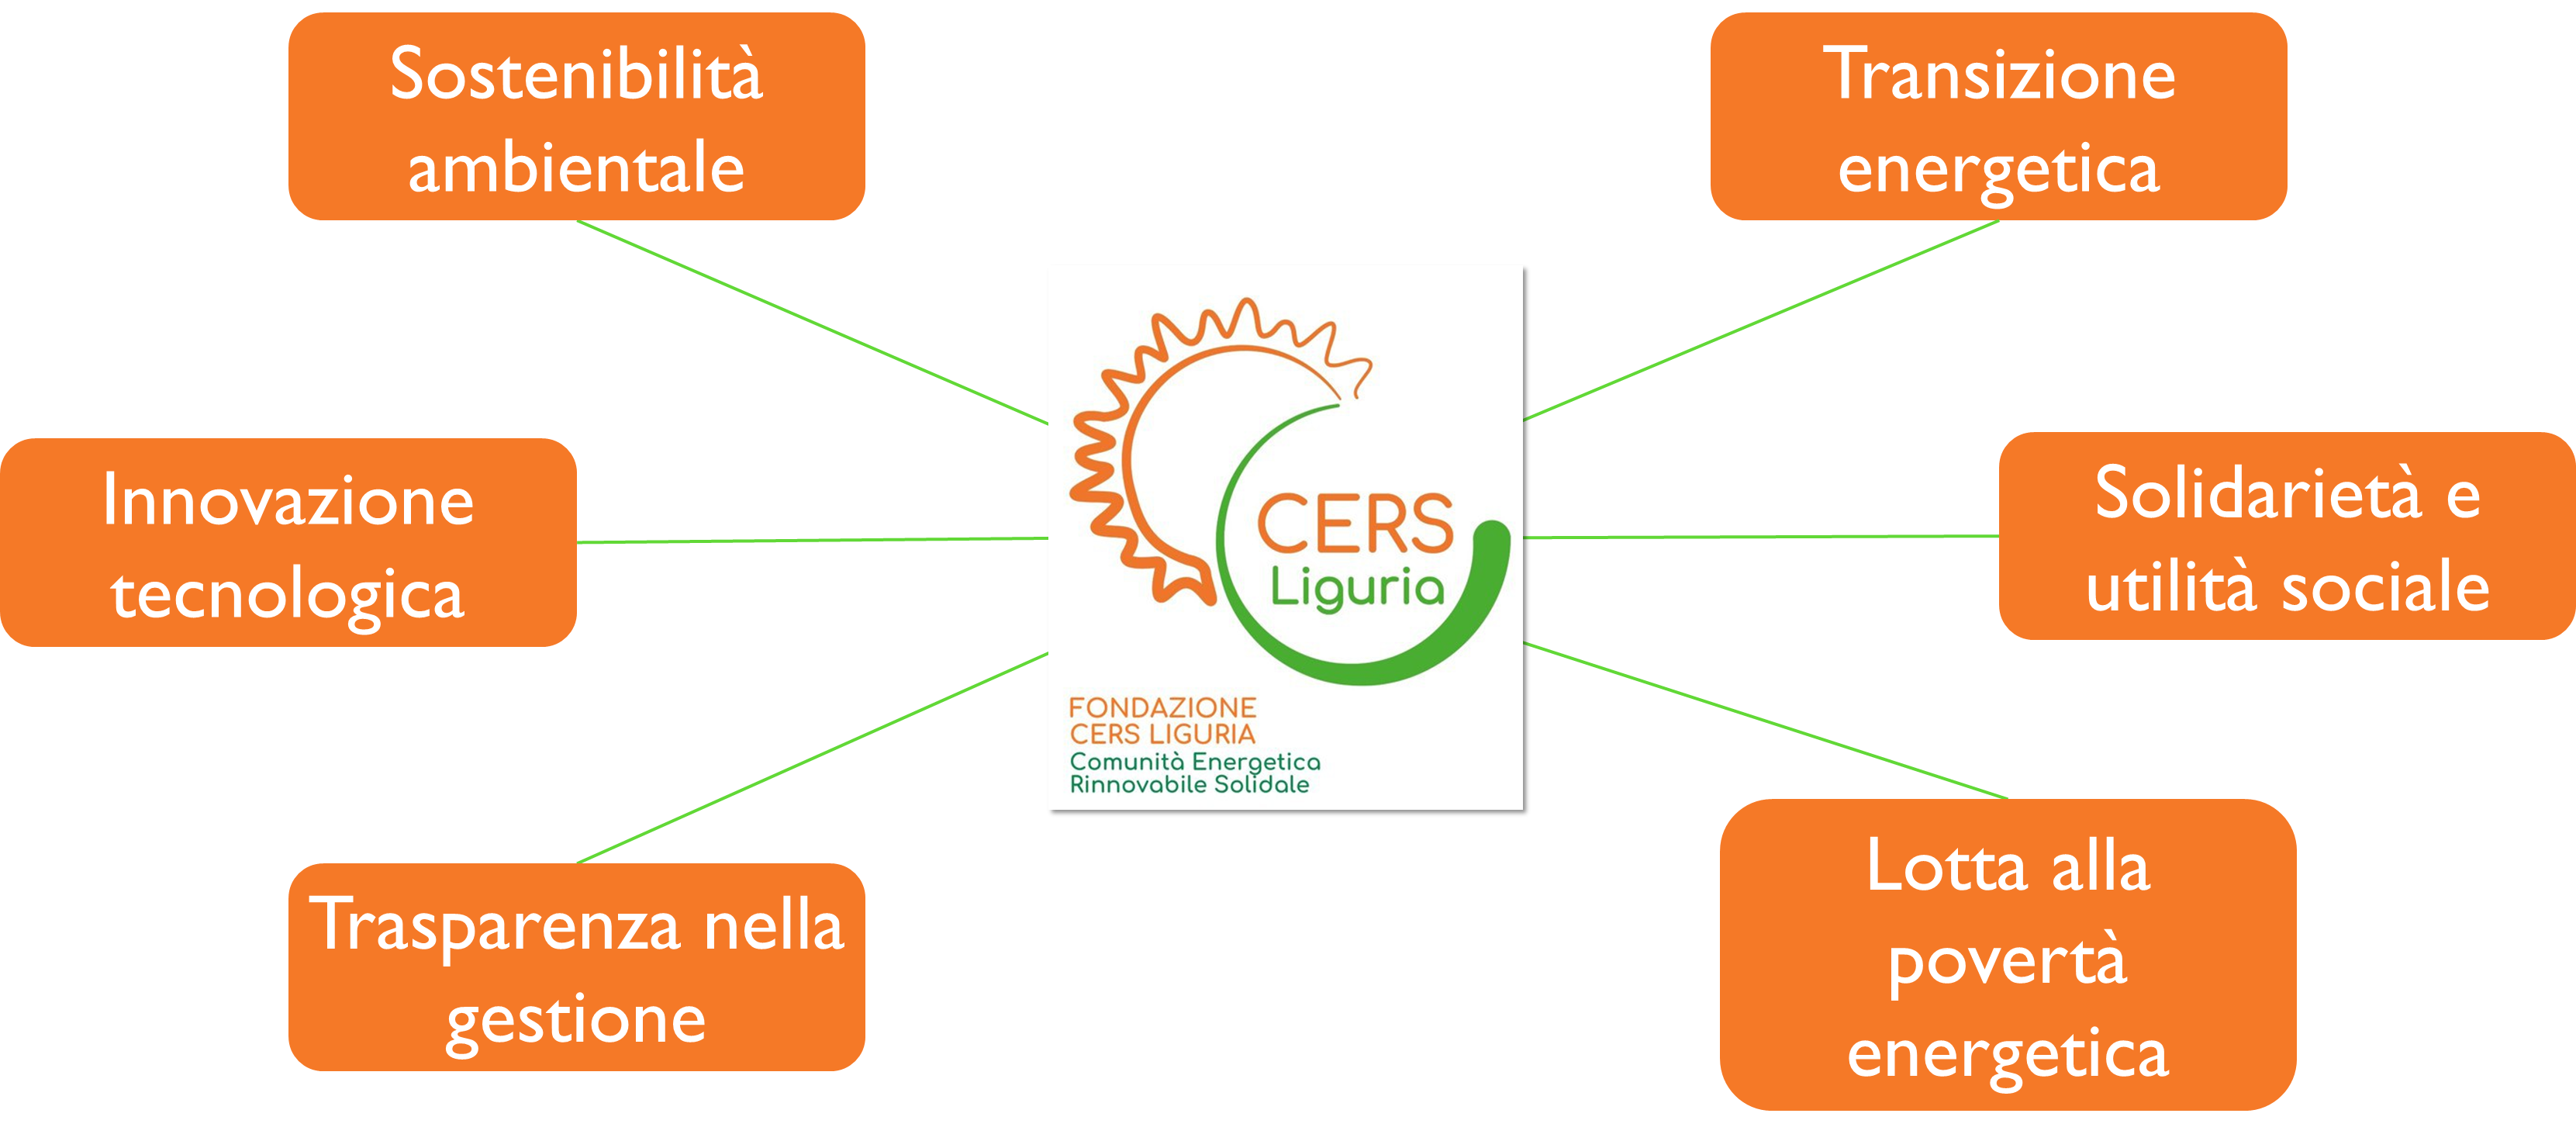 Sostenibilità
ambientale
Transizione
energetica
Innovazione
tecnologica
CERS
Liguria
FONDAZIONE
CERS LIGURIA
Comunità Energetica
Rinnovabile Solidale
Solidarietà e
utilità sociale
Trasparenza nella
gestione
Lotta alla
povertà
energetica